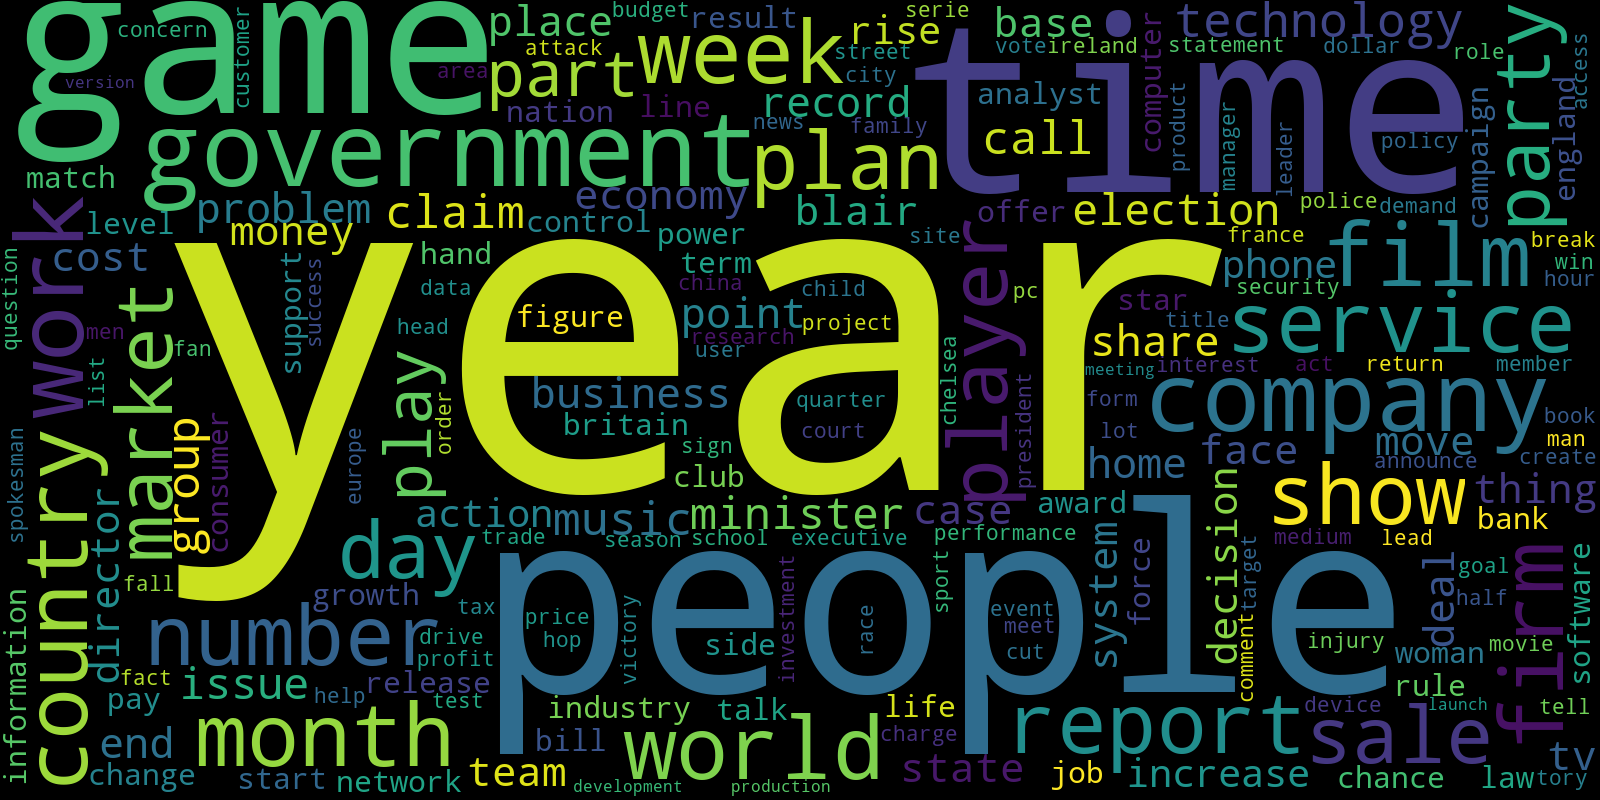 game
time
year
people
government
week
part
plan
place
budget
result
serie
rise
base
technology
concern
customer
attack
area
version
street
city
vote
ireland
statement
dollar
role
computer
party
access
nation
line
record
analyst
call
news
family
product
manager
leader
policy
campaign
england
match
work
level
problem
claim
economy
control
blair
offer
election
police
demand
money
cost
hand
power
term
site
player
france
phone
film
break
win
hour
security
question
market
support
success
data
figure
china
child
point
project
research
pc
star
title
men
fan
head
user
share
service
list
play
order
business
quarter
chelsea
meeting
interest
act
return
member
company
britain
court
president
form
lot
book
country
group
consumer
europe
sign
club
home
face
move
man
announce
create
spokesman
director
action
music
minister
case
award
show
thing
bank
day
trade
season
school
executive
performance
system
force
decision
target
medium
lead
fall
growth
tax
price
hop
victory
investment
race
sport
event
meet
cut
deal
goal
half
firm
software
information
number
drive
profit
side
injury
woman
movie
fact
issue
help
release
test
comment
rule
pay
industry
talk
life
report
device
launch
tell
end
month
bill
world
charge
sale
tv
change
start
network
team
development
production
state
job
increase
chance
law
tory